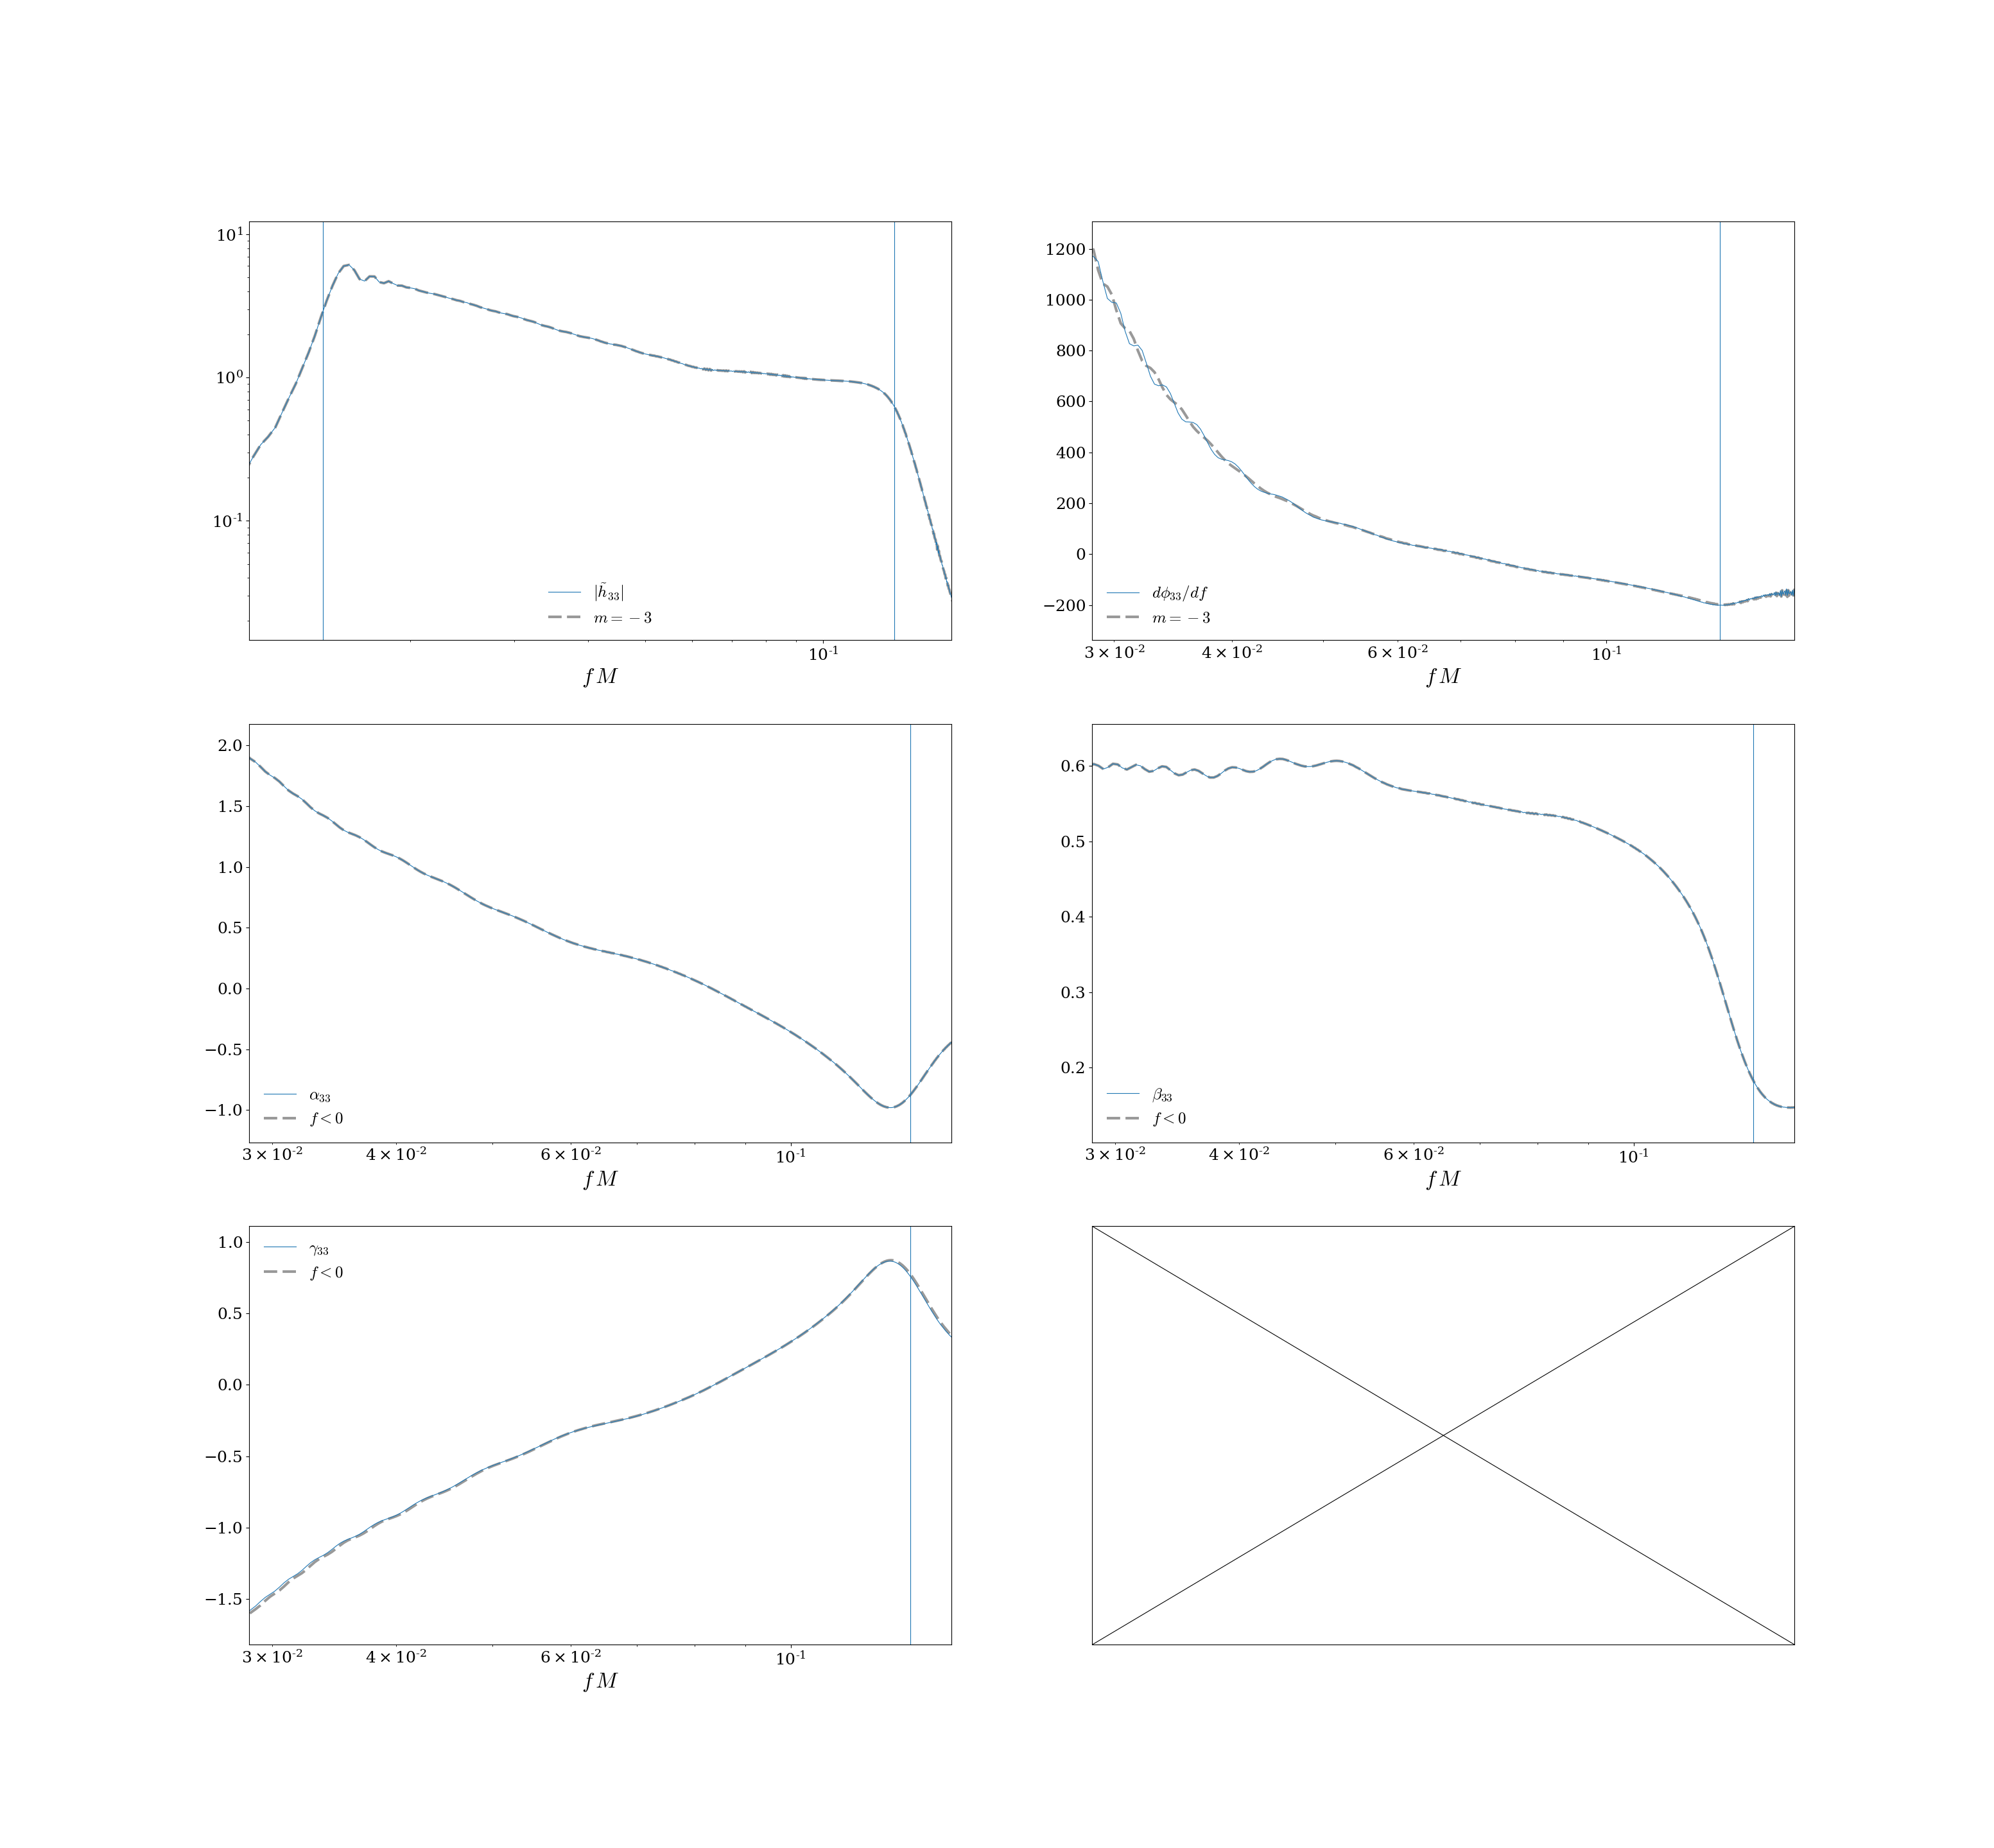 10¹
10⁰
10⁻¹
|h̃₃₃|
m = −3
10⁻¹
f M
1200
1000
800
600
400
200
0
−200
dϕ₃₃/df
m = −3
3 × 10⁻² 4 × 10⁻² 6 × 10⁻² 10⁻¹
f M
2.0
1.5
1.0
0.5
0.0
−0.5
−1.0
α₃₃
f < 0
3 × 10⁻² 4 × 10⁻² 6 × 10⁻² 10⁻¹
f M
0.6
0.5
0.4
0.3
0.2
β₃₃
f < 0
3 × 10⁻² 4 × 10⁻² 6 × 10⁻² 10⁻¹
f M
1.0
0.5
0.0
−0.5
−1.0
−1.5
γ₃₃
f < 0
3 × 10⁻² 4 × 10⁻² 6 × 10⁻² 10⁻¹
f M